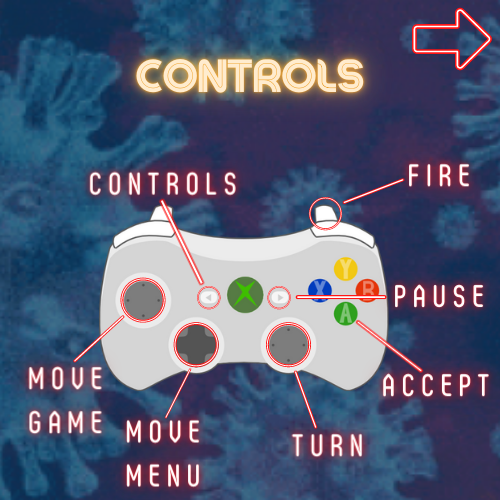 CONTROLS
CONTROLS
FIRE
Y
X
B
A
PAUSE
MOVE
GAME
ACCEPT
MOVE
MENU
TURN